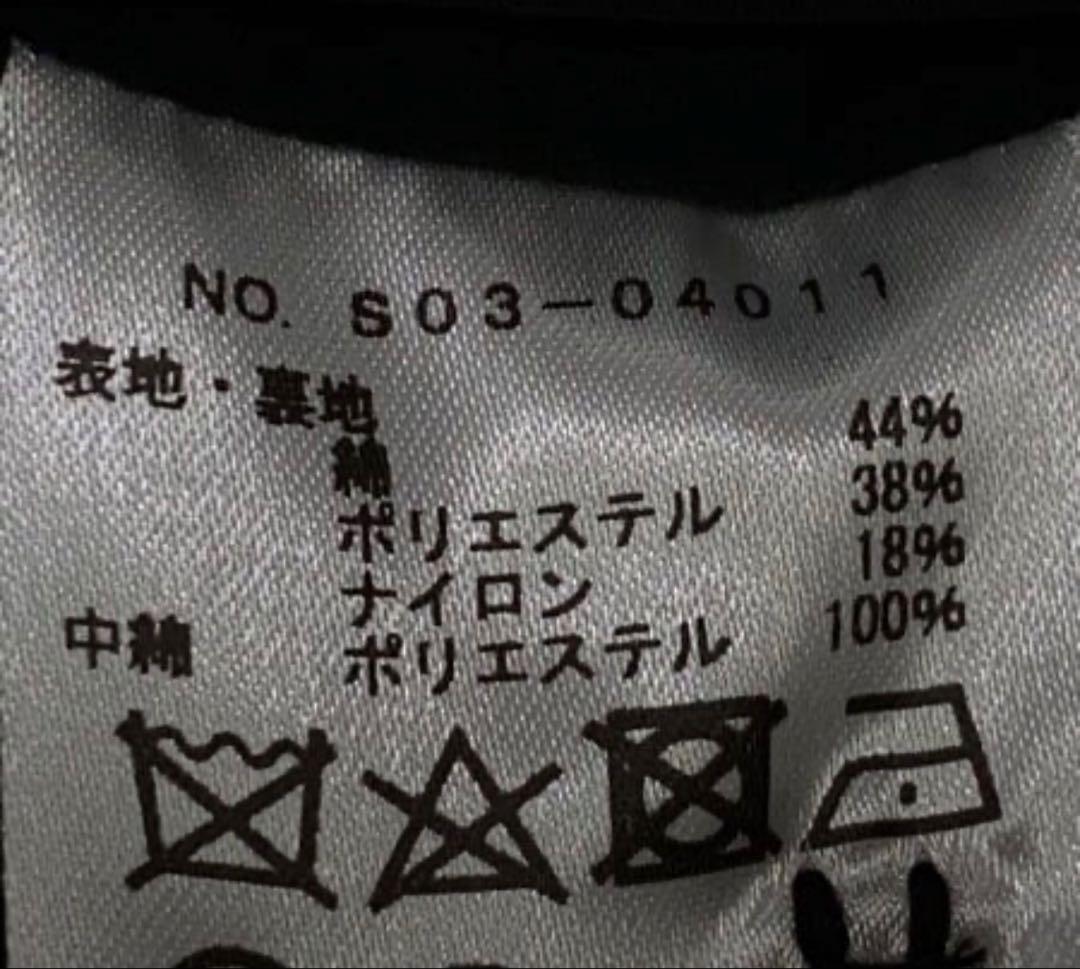 NO. S03-04011
表地・裏地
綿 44%
ポリエステル 38%
ナイロン 18%
中綿 ポリエステル 100%